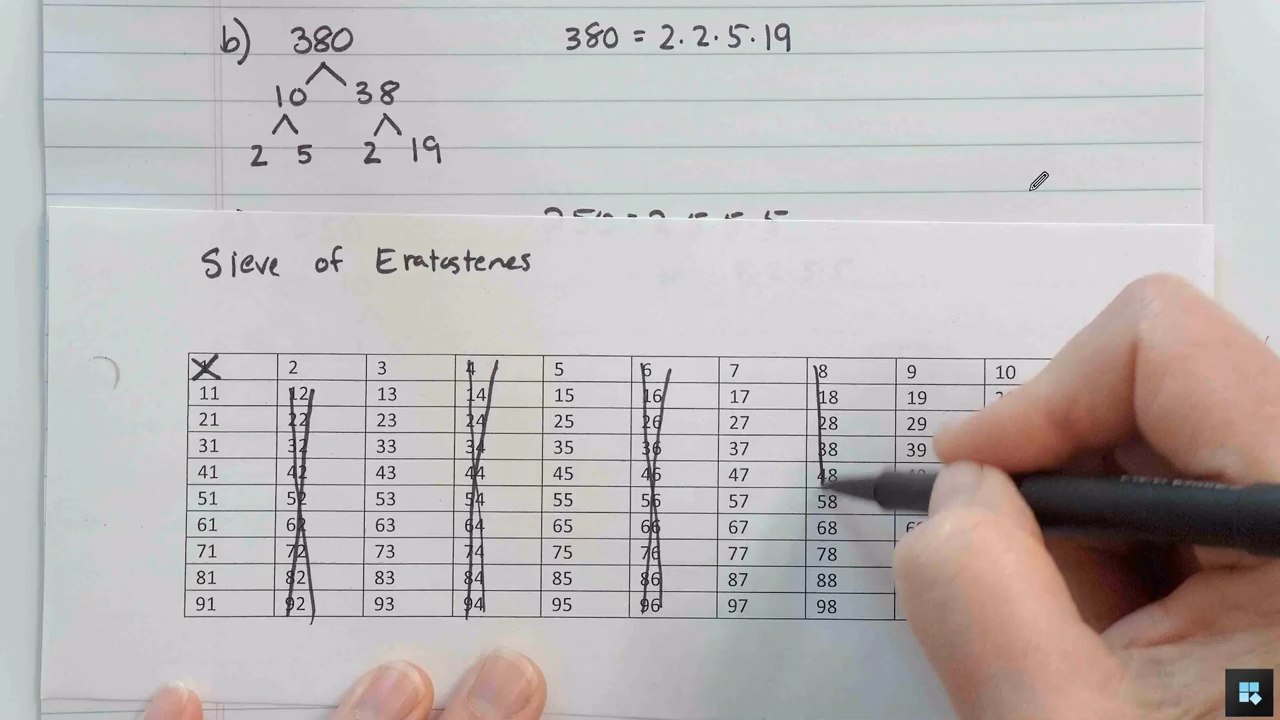 b) 380 380 = 2·2·5·19
10 38
2 5 2 19
250 = 2·5·5·5
Sieve of Eratostenes
1 2 3 4 5 6 7 8 9 10
11 12 13 14 15 16 17 18 19
21 22 23 24 25 26 27 28 29
31 32 33 34 35 36 37 38 39
41 42 43 44 45 46 47 48
51 52 53 54 55 56 57 58
61 62 63 64 65 66 67 68
71 72 73 74 75 76 77 78
81 82 83 84 85 86 87 88
91 92 93 94 95 96 97 98